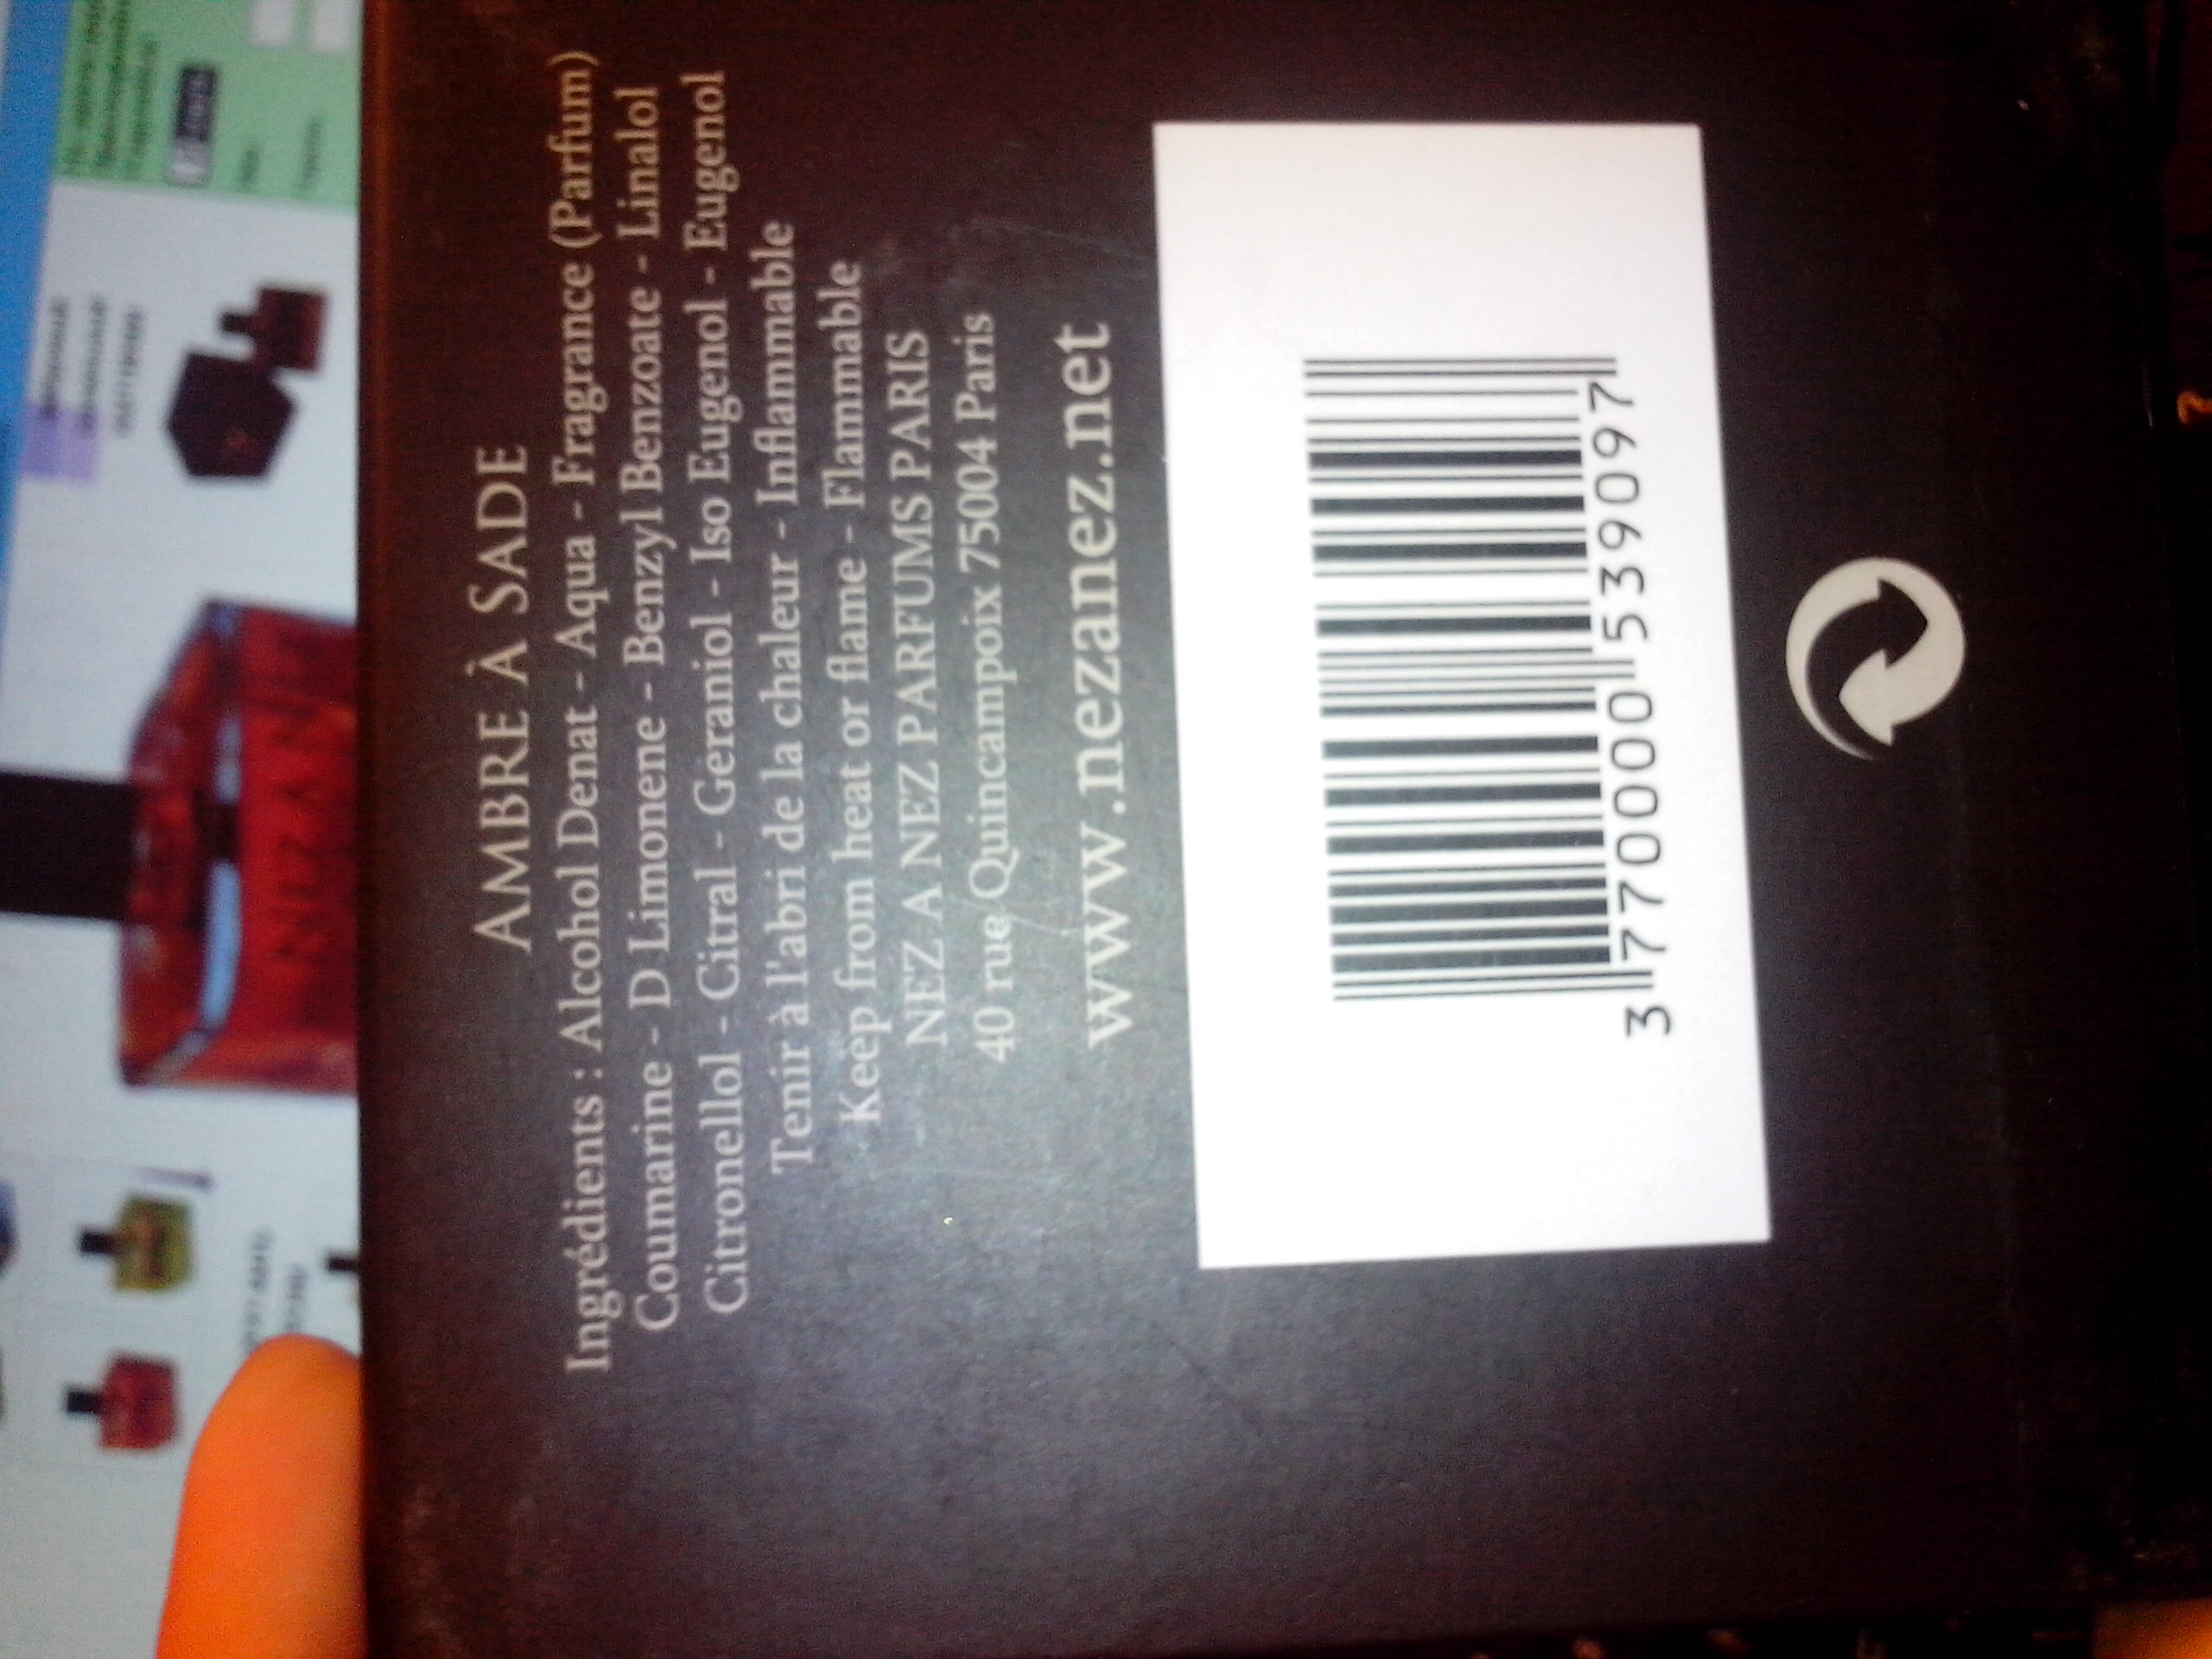 AMBRE À SADE
Ingrédients : Alcohol Denat - Aqua - Fragrance (Parfum)
Coumarine - D Limonene - Benzyl Benzoate - Linalol
Citronellol - Citral - Geraniol - Iso Eugenol - Eugenol
Tenir à l'abri de la chaleur - Inflammable
Keep from heat or flame - Flammable
NEZ A NEZ PARFUMS PARIS
40 rue Quincampoix 75004 Paris
www.nezanez.net
3 770000 539097
NEZ A NEZ